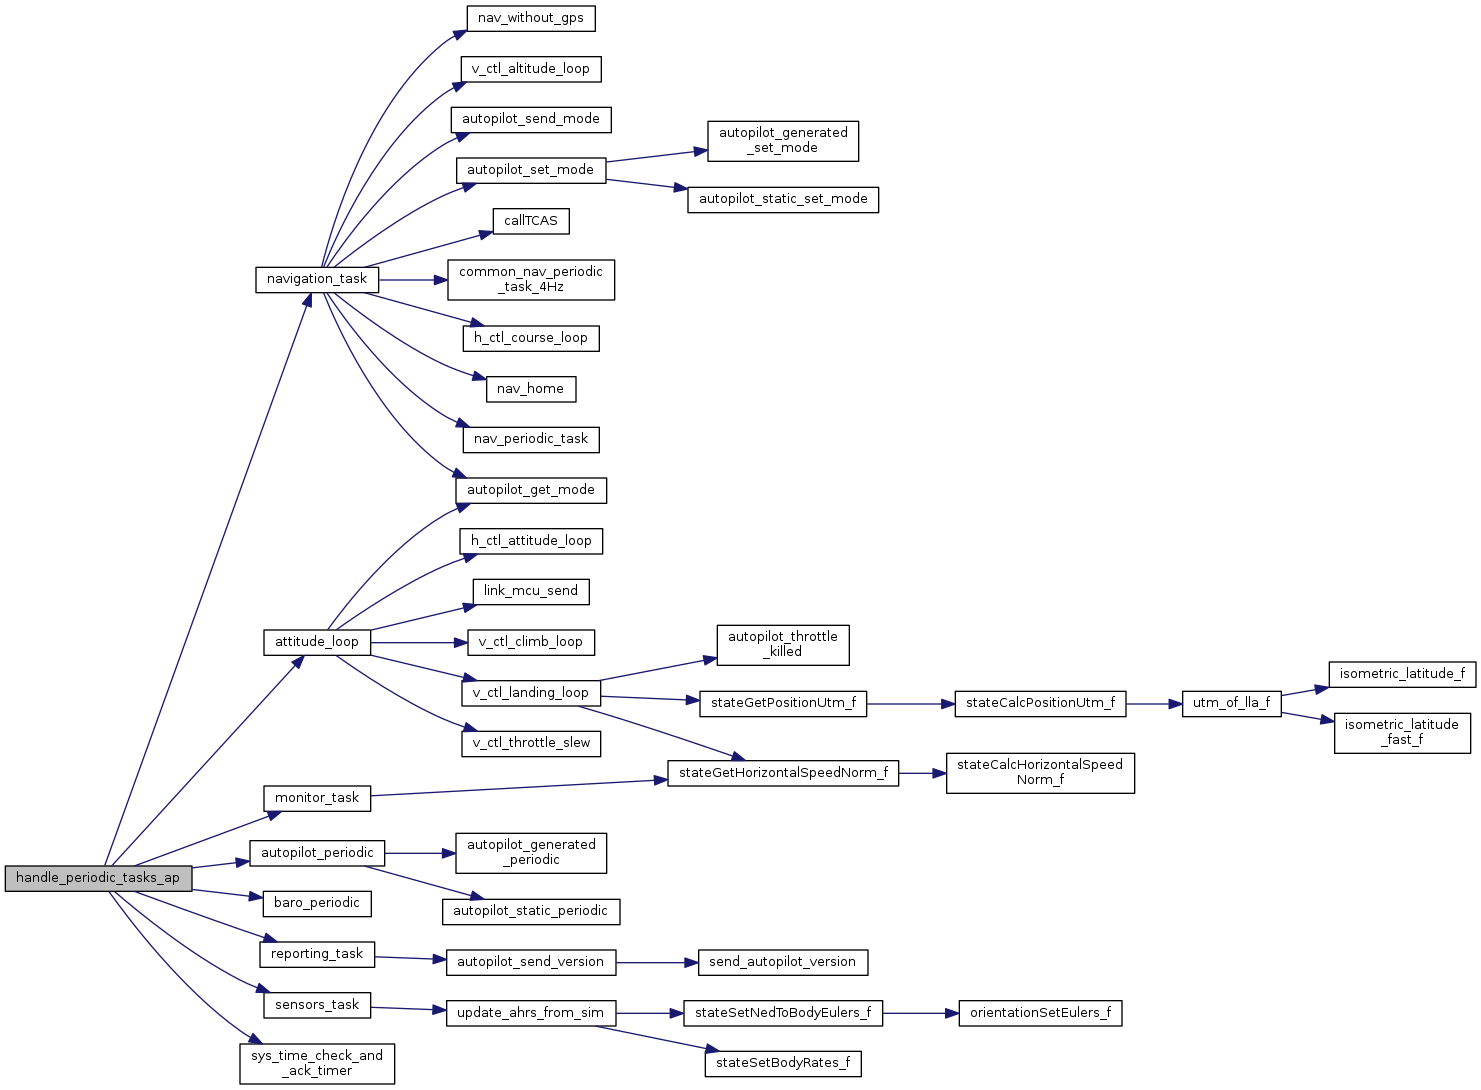 nav_without_gps
v_ctl_altitude_loop
autopilot_send_mode
autopilot_generated
_set_mode
autopilot_set_mode
autopilot_static_set_mode
callTCAS
navigation_task
common_nav_periodic
_task_4Hz
h_ctl_course_loop
nav_home
nav_periodic_task
autopilot_get_mode
h_ctl_attitude_loop
link_mcu_send
attitude_loop
v_ctl_climb_loop
autopilot_throttle
_killed
v_ctl_landing_loop
stateGetPositionUtm_f
stateCalcPositionUtm_f
utm_of_lla_f
isometric_latitude_f
isometric_latitude
_fast_f
v_ctl_throttle_slew
stateGetHorizontalSpeedNorm_f
stateCalcHorizontalSpeed
Norm_f
monitor_task
autopilot_periodic
autopilot_generated
_periodic
handle_periodic_tasks_ap
baro_periodic
autopilot_static_periodic
reporting_task
autopilot_send_version
send_autopilot_version
sensors_task
update_ahrs_from_sim
stateSetNedToBodyEulers_f
orientationSetEulers_f
sys_time_check_and
_ack_timer
stateSetBodyRates_f